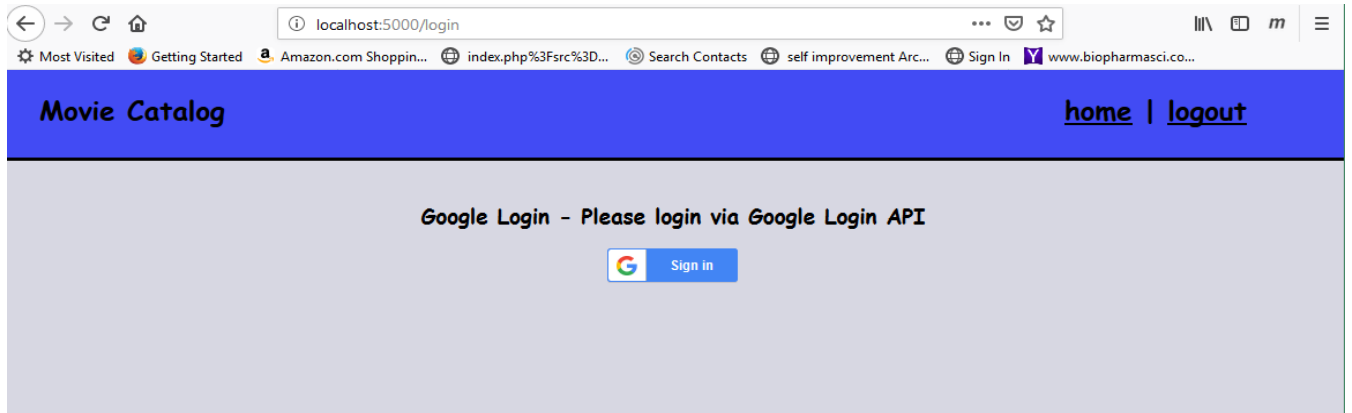 localhost:5000/login
Most Visited Getting Started Amazon.com Shoppin... index.php%3Fsrc%3D... Search Contacts self improvement Arc... Sign In www.biopharmasci.co...
Movie Catalog home | logout
Google Login - Please login via Google Login API
Sign in